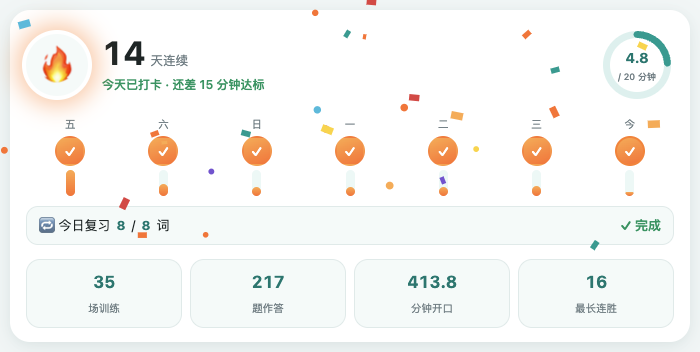 14 天连续
今天已打卡 · 还差 15 分钟达标
4.8
/ 20 分钟
五 六 日 一 二 三 今
今日复习 8 / 8 词
✓ 完成
35 217 413.8 16
场训练 题作答 分钟开口 最长连胜